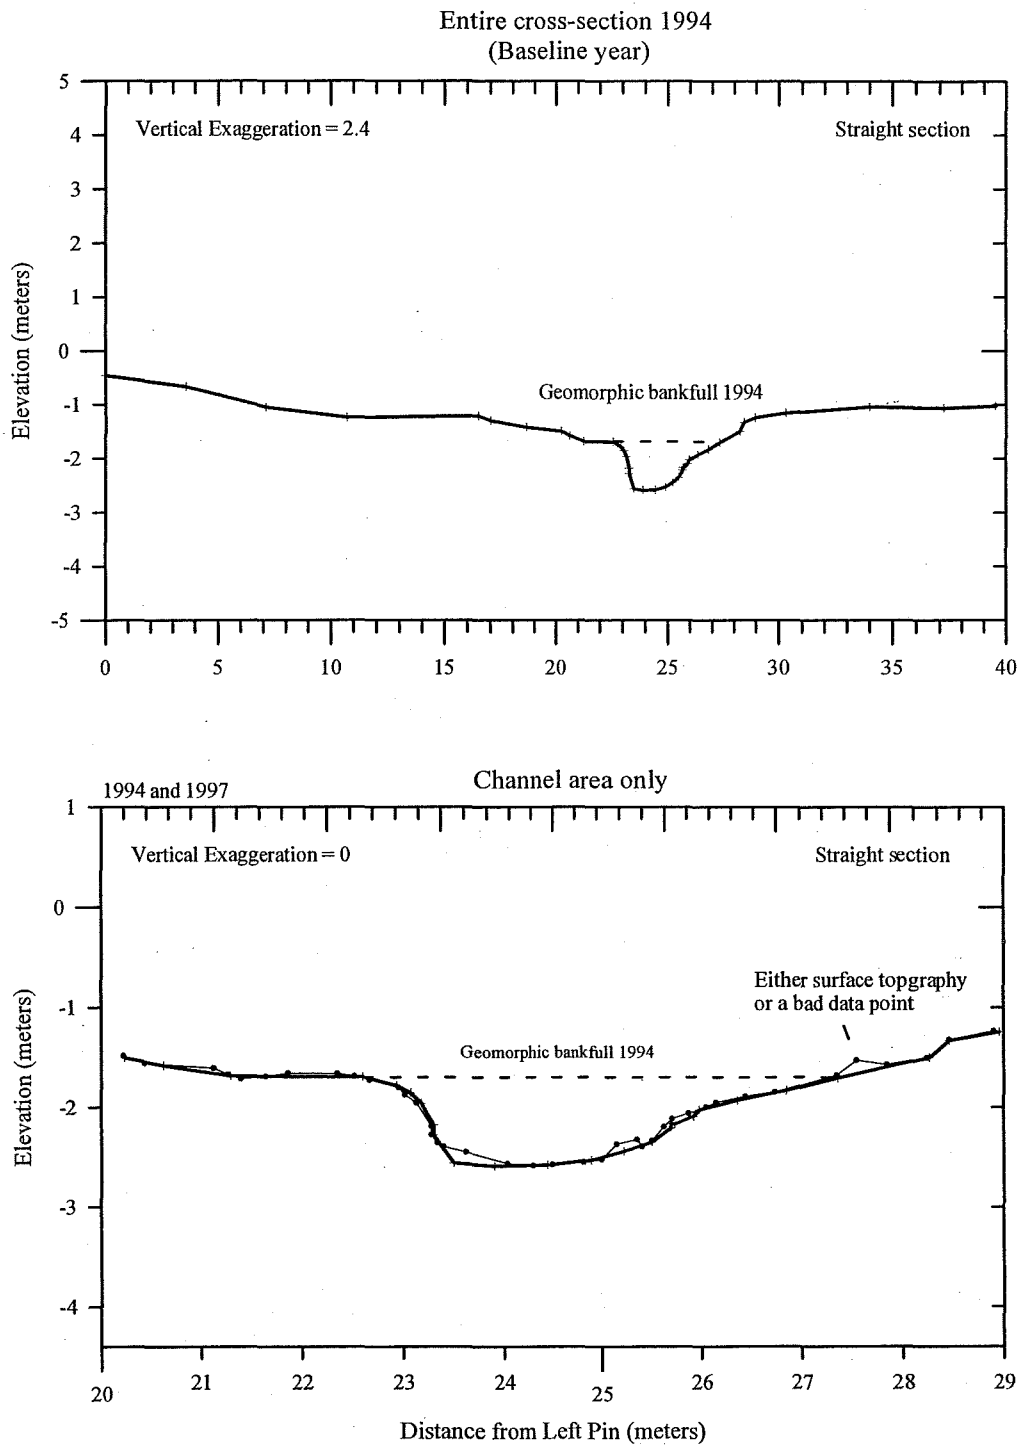 Entire cross-section 1994
(Baseline year)
5
4
3
2
1
0
-1
-2
-3
-4
-5
Elevation (meters)
Vertical Exaggeration = 2.4
Straight section
Geomorphic bankfull 1994
0 5 10 15 20 25 30 35 40
1994 and 1997
Channel area only
1
0
-1
-2
-3
-4
Elevation (meters)
Vertical Exaggeration = 0
Straight section
Either surface topgraphy
or a bad data point
Geomorphic bankfull 1994
20 21 22 23 24 25 26 27 28 29
Distance from Left Pin (meters)